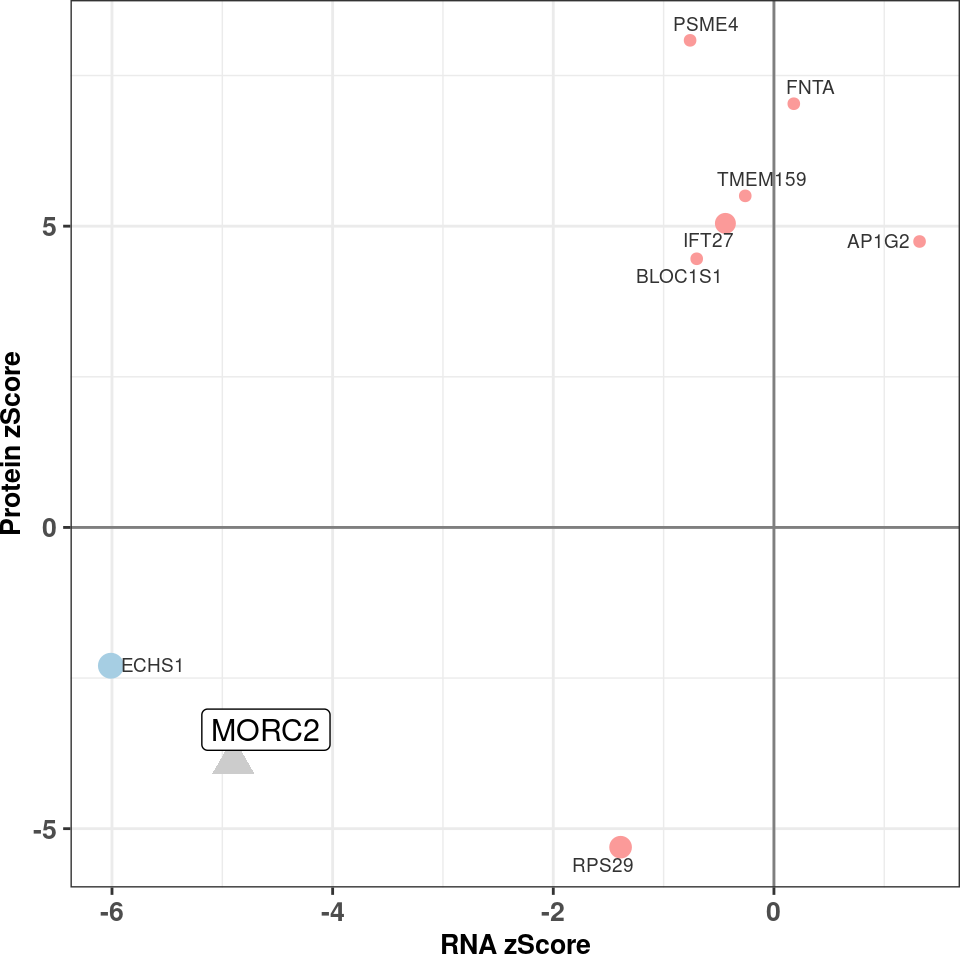 PSME4
FNTA
TMEM159
5
IFT27
AP1G2
BLOC1S1
Protein zScore
0
ECHS1
MORC2
-5
RPS29
-6
-4
-2
0
RNA zScore